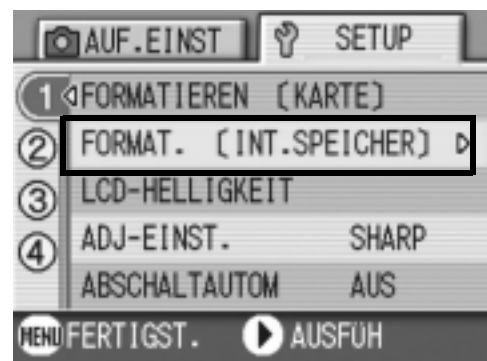 AUF.EINST SETUP
1 FORMATIEREN [KARTE]
2 FORMAT. [INT.SPEICHER]
3 LCD-HELLIGKEIT
4 ADJ-EINST. SHARP
ABSCHALTAUTOM AUS
MENU FERTIGST. AUSFÜH